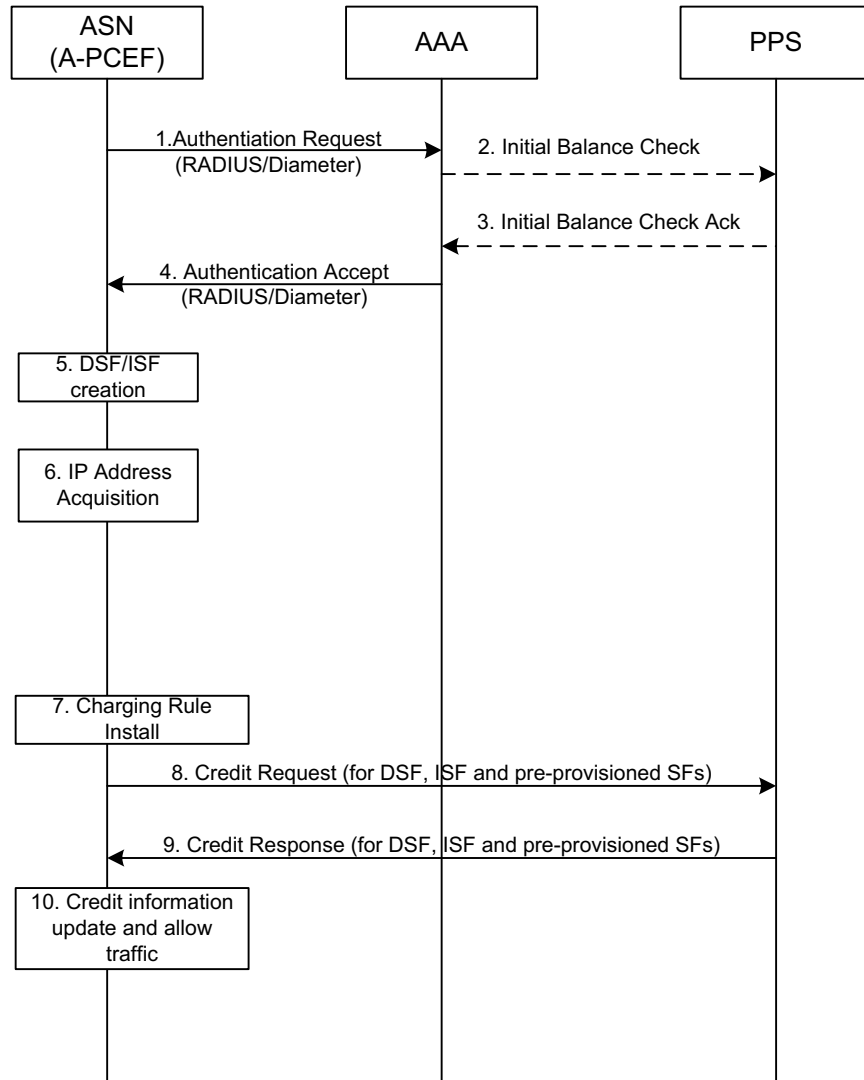 ASN
(A-PCEF)
AAA
PPS
1.Authentiation Request
(RADIUS/Diameter)
2. Initial Balance Check
3. Initial Balance Check Ack
4. Authentication Accept
(RADIUS/Diameter)
5. DSF/ISF
creation
6. IP Address
Acquisition
7. Charging Rule
Install
8. Credit Request (for DSF, ISF and pre-provisioned SFs)
9. Credit Response (for DSF, ISF and pre-provisioned SFs)
10. Credit information
update and allow
traffic